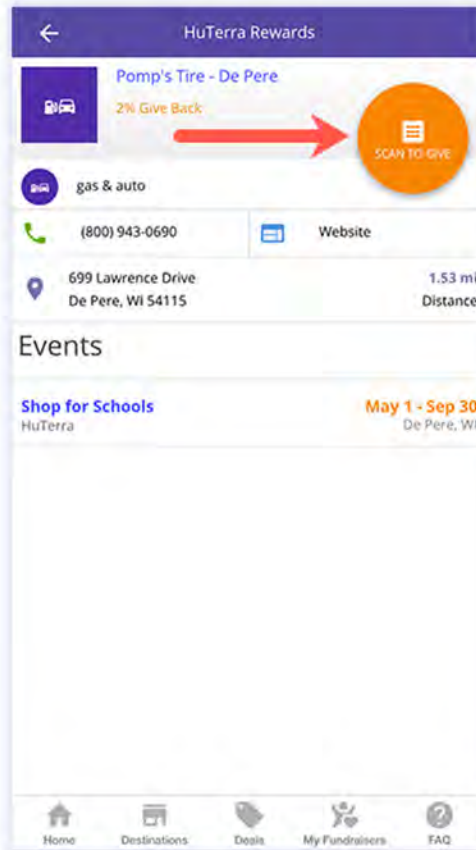 HuTerra Rewards
Pomp's Tire - De Pere
2% Give Back
SCAN TO GIVE
gas & auto
(800) 943-0690
Website
699 Lawrence Drive
De Pere, WI 54115
1.53 mi
Distance
Events
Shop for Schools
May 1 - Sep 30
HuTerra
De Pere, WI
Home
Destinations
Deals
My Fundraisers
FAQ